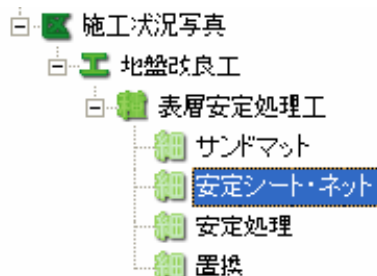 施工状況写真
地盤改良工
種 表層安定処理工
細 サンドマット
細 安定シート・ネット
細 安定処理
細 置換